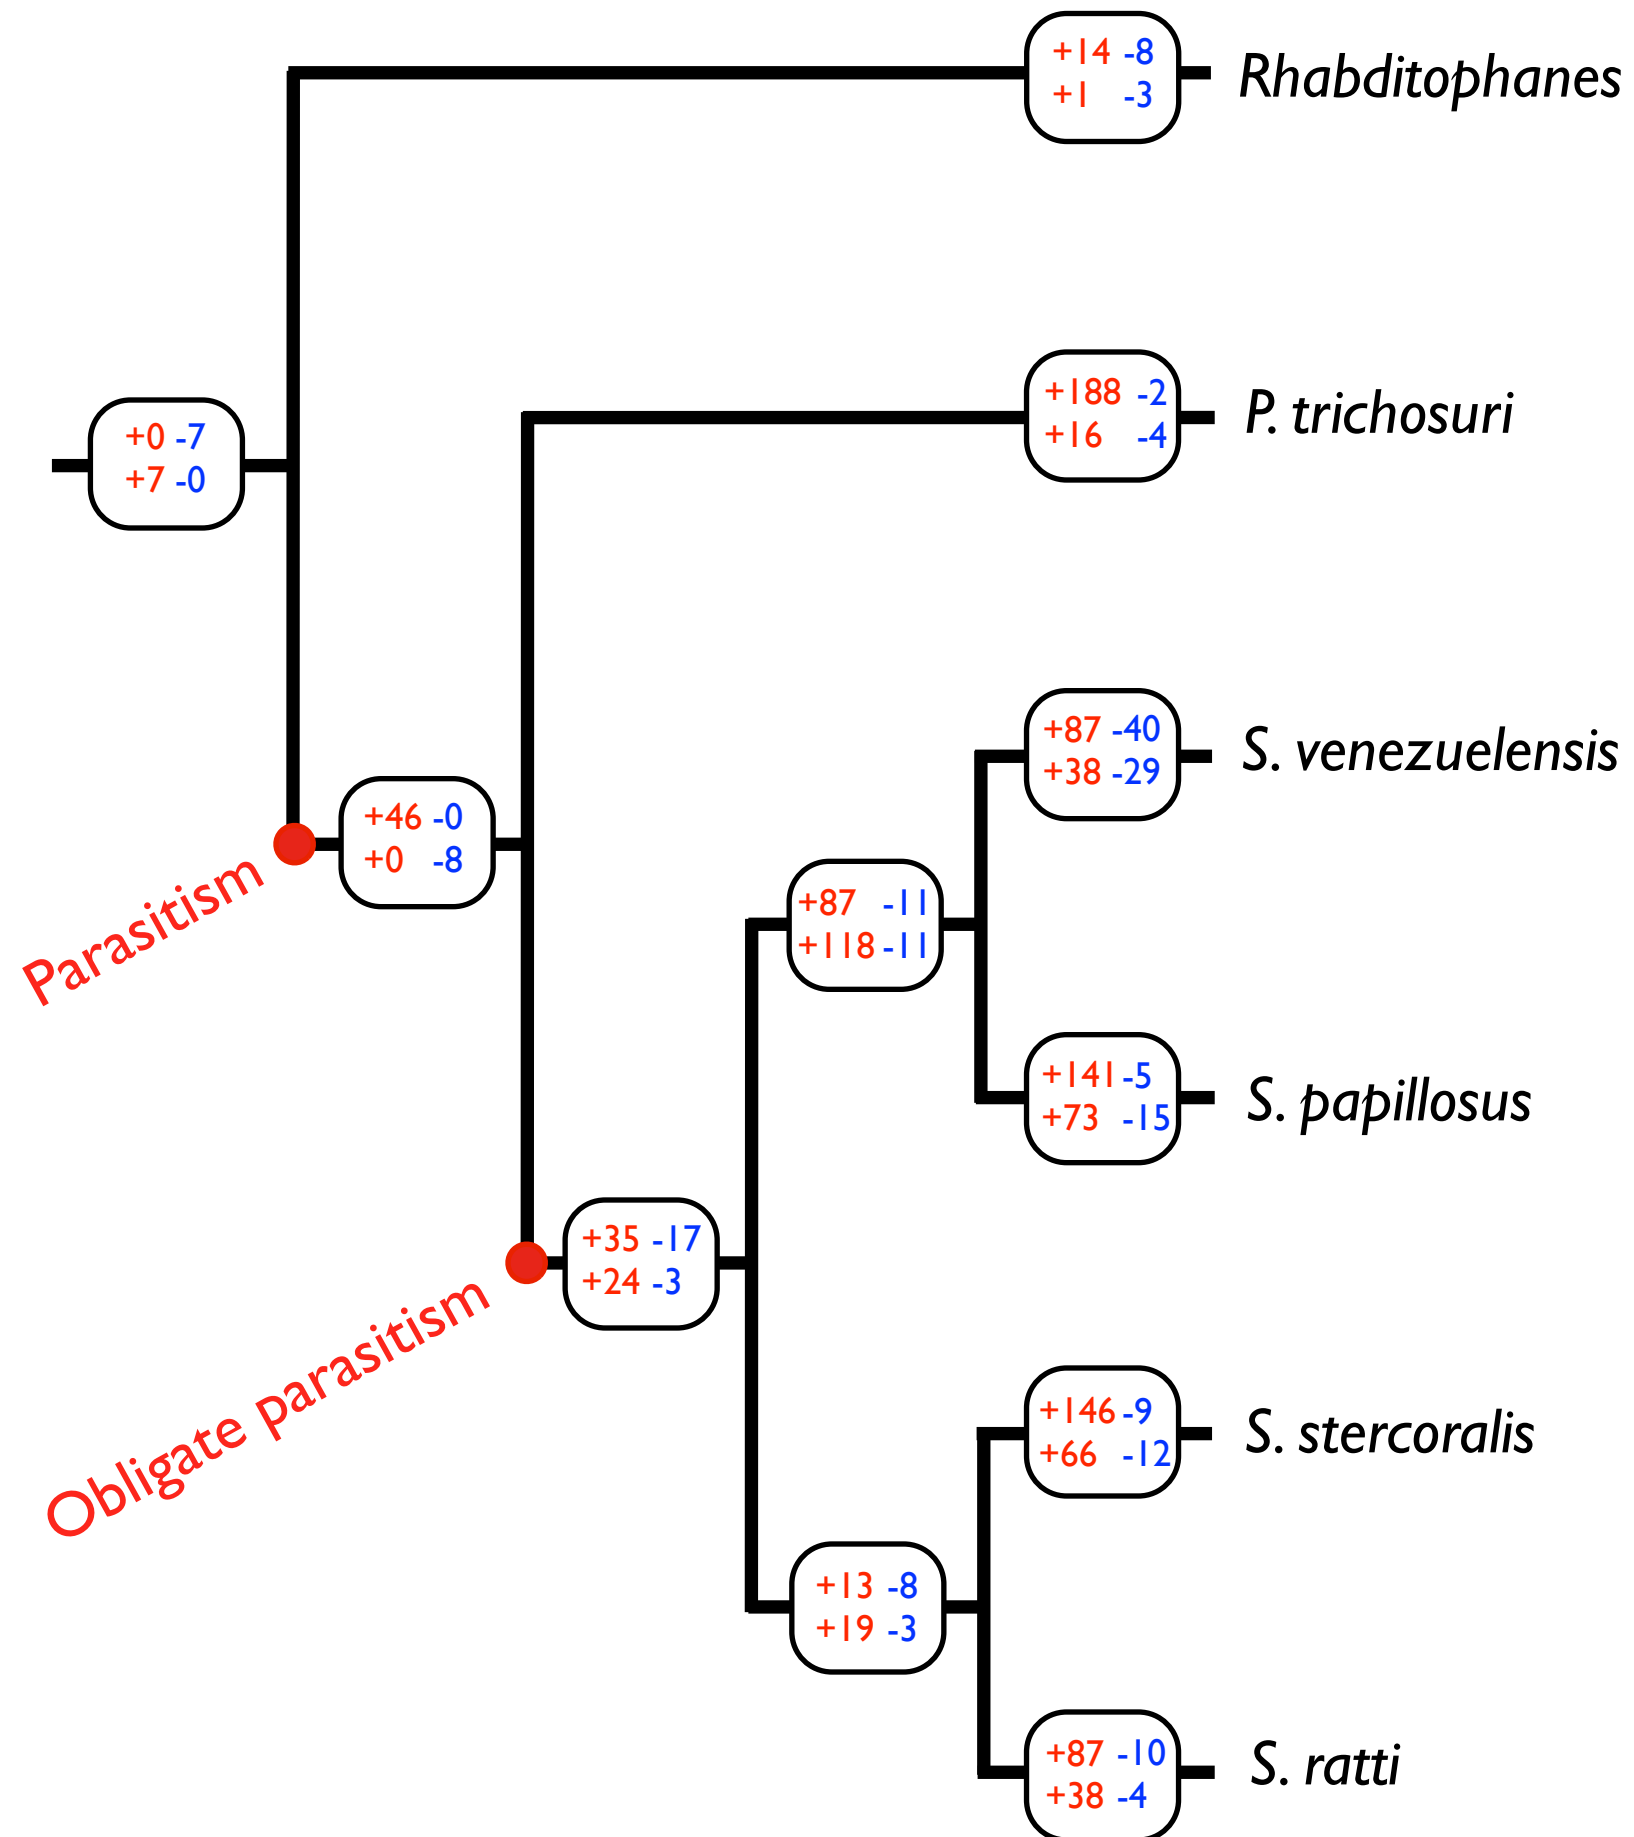 +14 -8
+1 -3
Rhabditophanes
+188 -2
+16 -4
P. trichosuri
+0 -7
+7 -0
+87 -40
+38 -29
S. venezuelensis
+46 -0
+0 -8
Parasitism
+87 -11
+118 -11
+141 -5
+73 -15
S. papillosus
+35 -17
+24 -3
Obligate parasitism
+146 -9
+66 -12
S. stercoralis
+13 -8
+19 -3
+87 -10
+38 -4
S. ratti